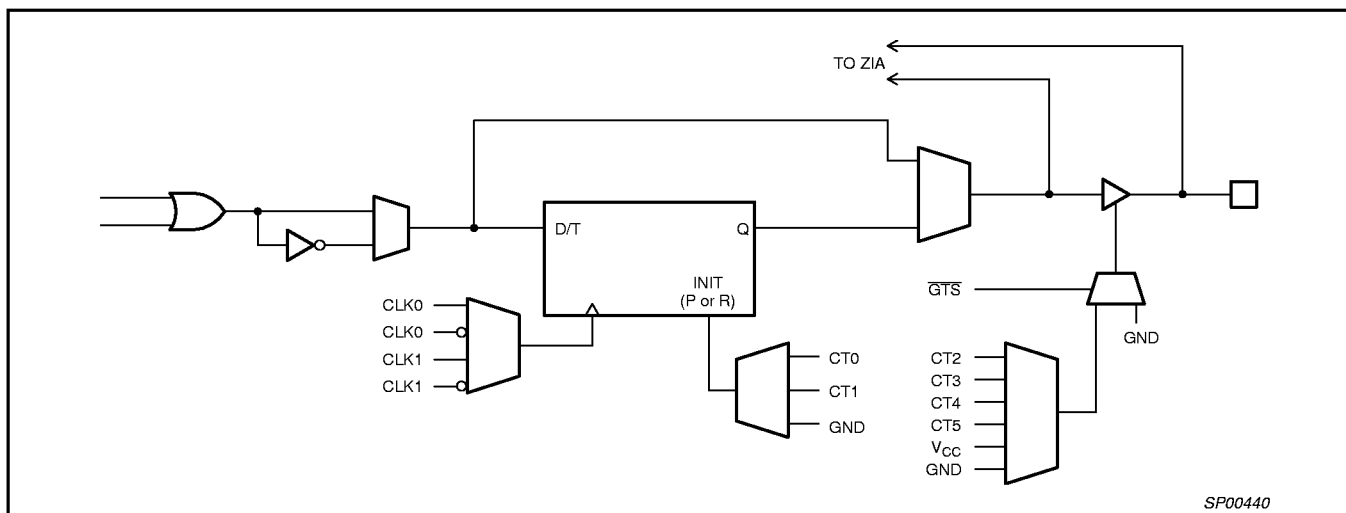 TO ZIA
D/T
Q
INIT
(P or R)
CLK0
CLK0
CLK1
CLK1
CT0
CT1
GND
GTS
GND
CT2
CT3
CT4
CT5
VCC
GND
SP00440